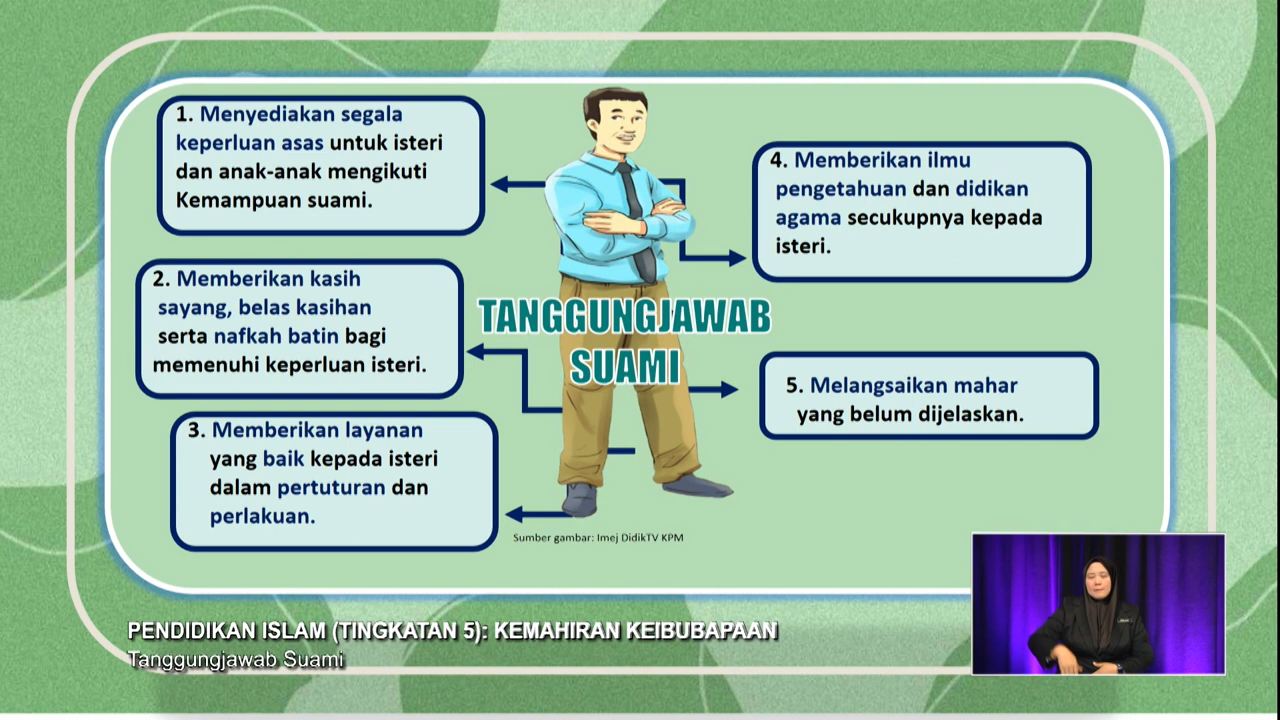 1. Menyediakan segala
keperluan asas untuk isteri
dan anak-anak mengikuti
Kemampuan suami.
2. Memberikan kasih
sayang, belas kasihan
serta nafkah batin bagi
memenuhi keperluan isteri.
3. Memberikan layanan
yang baik kepada isteri
dalam pertuturan dan
perlakuan.
TANGGUNGJAWAB
SUAMI
4. Memberikan ilmu
pengetahuan dan didikan
agama secukupnya kepada
isteri.
5. Melangsaikan mahar
yang belum dijelaskan.
Sumber gambar: Imej DidikTV KPM
PENDIDIKAN ISLAM (TINGKATAN 5): KEMAHIRAN KEIBUBAPAAN
Tanggungjawab Suami